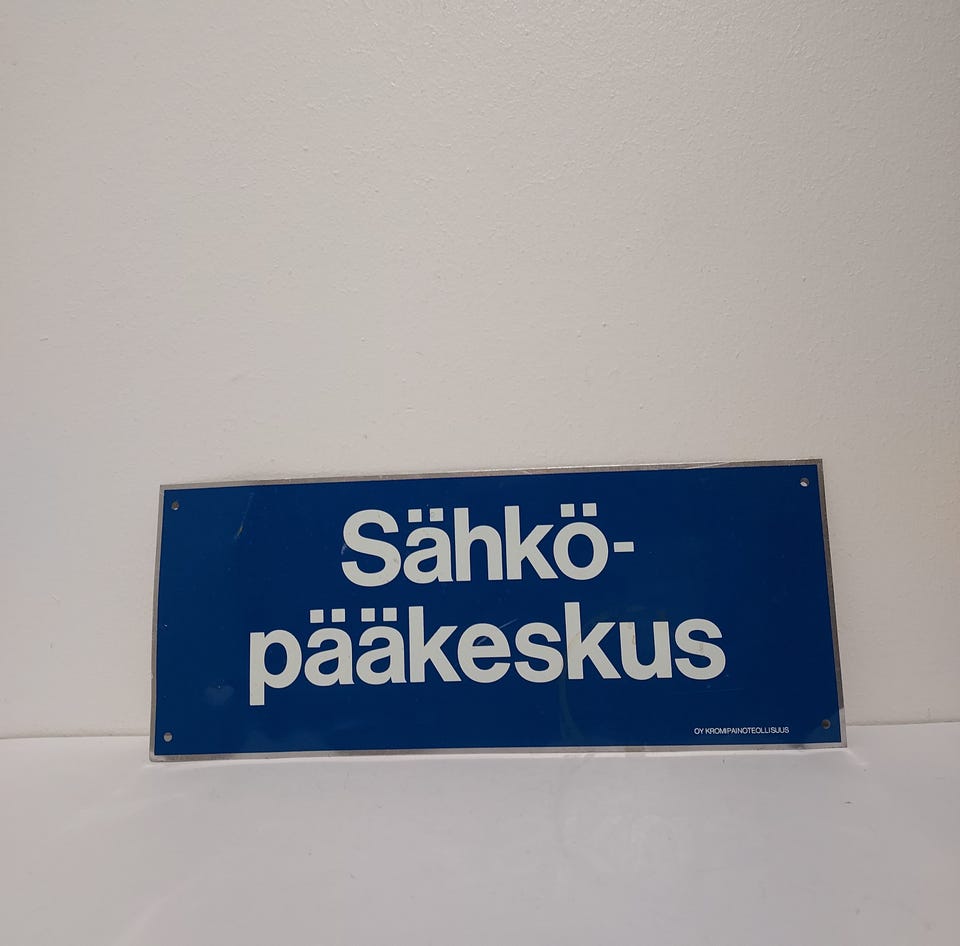 Sähkö-
pääkeskus
OY KROMIPAINOTEOLLISUUS